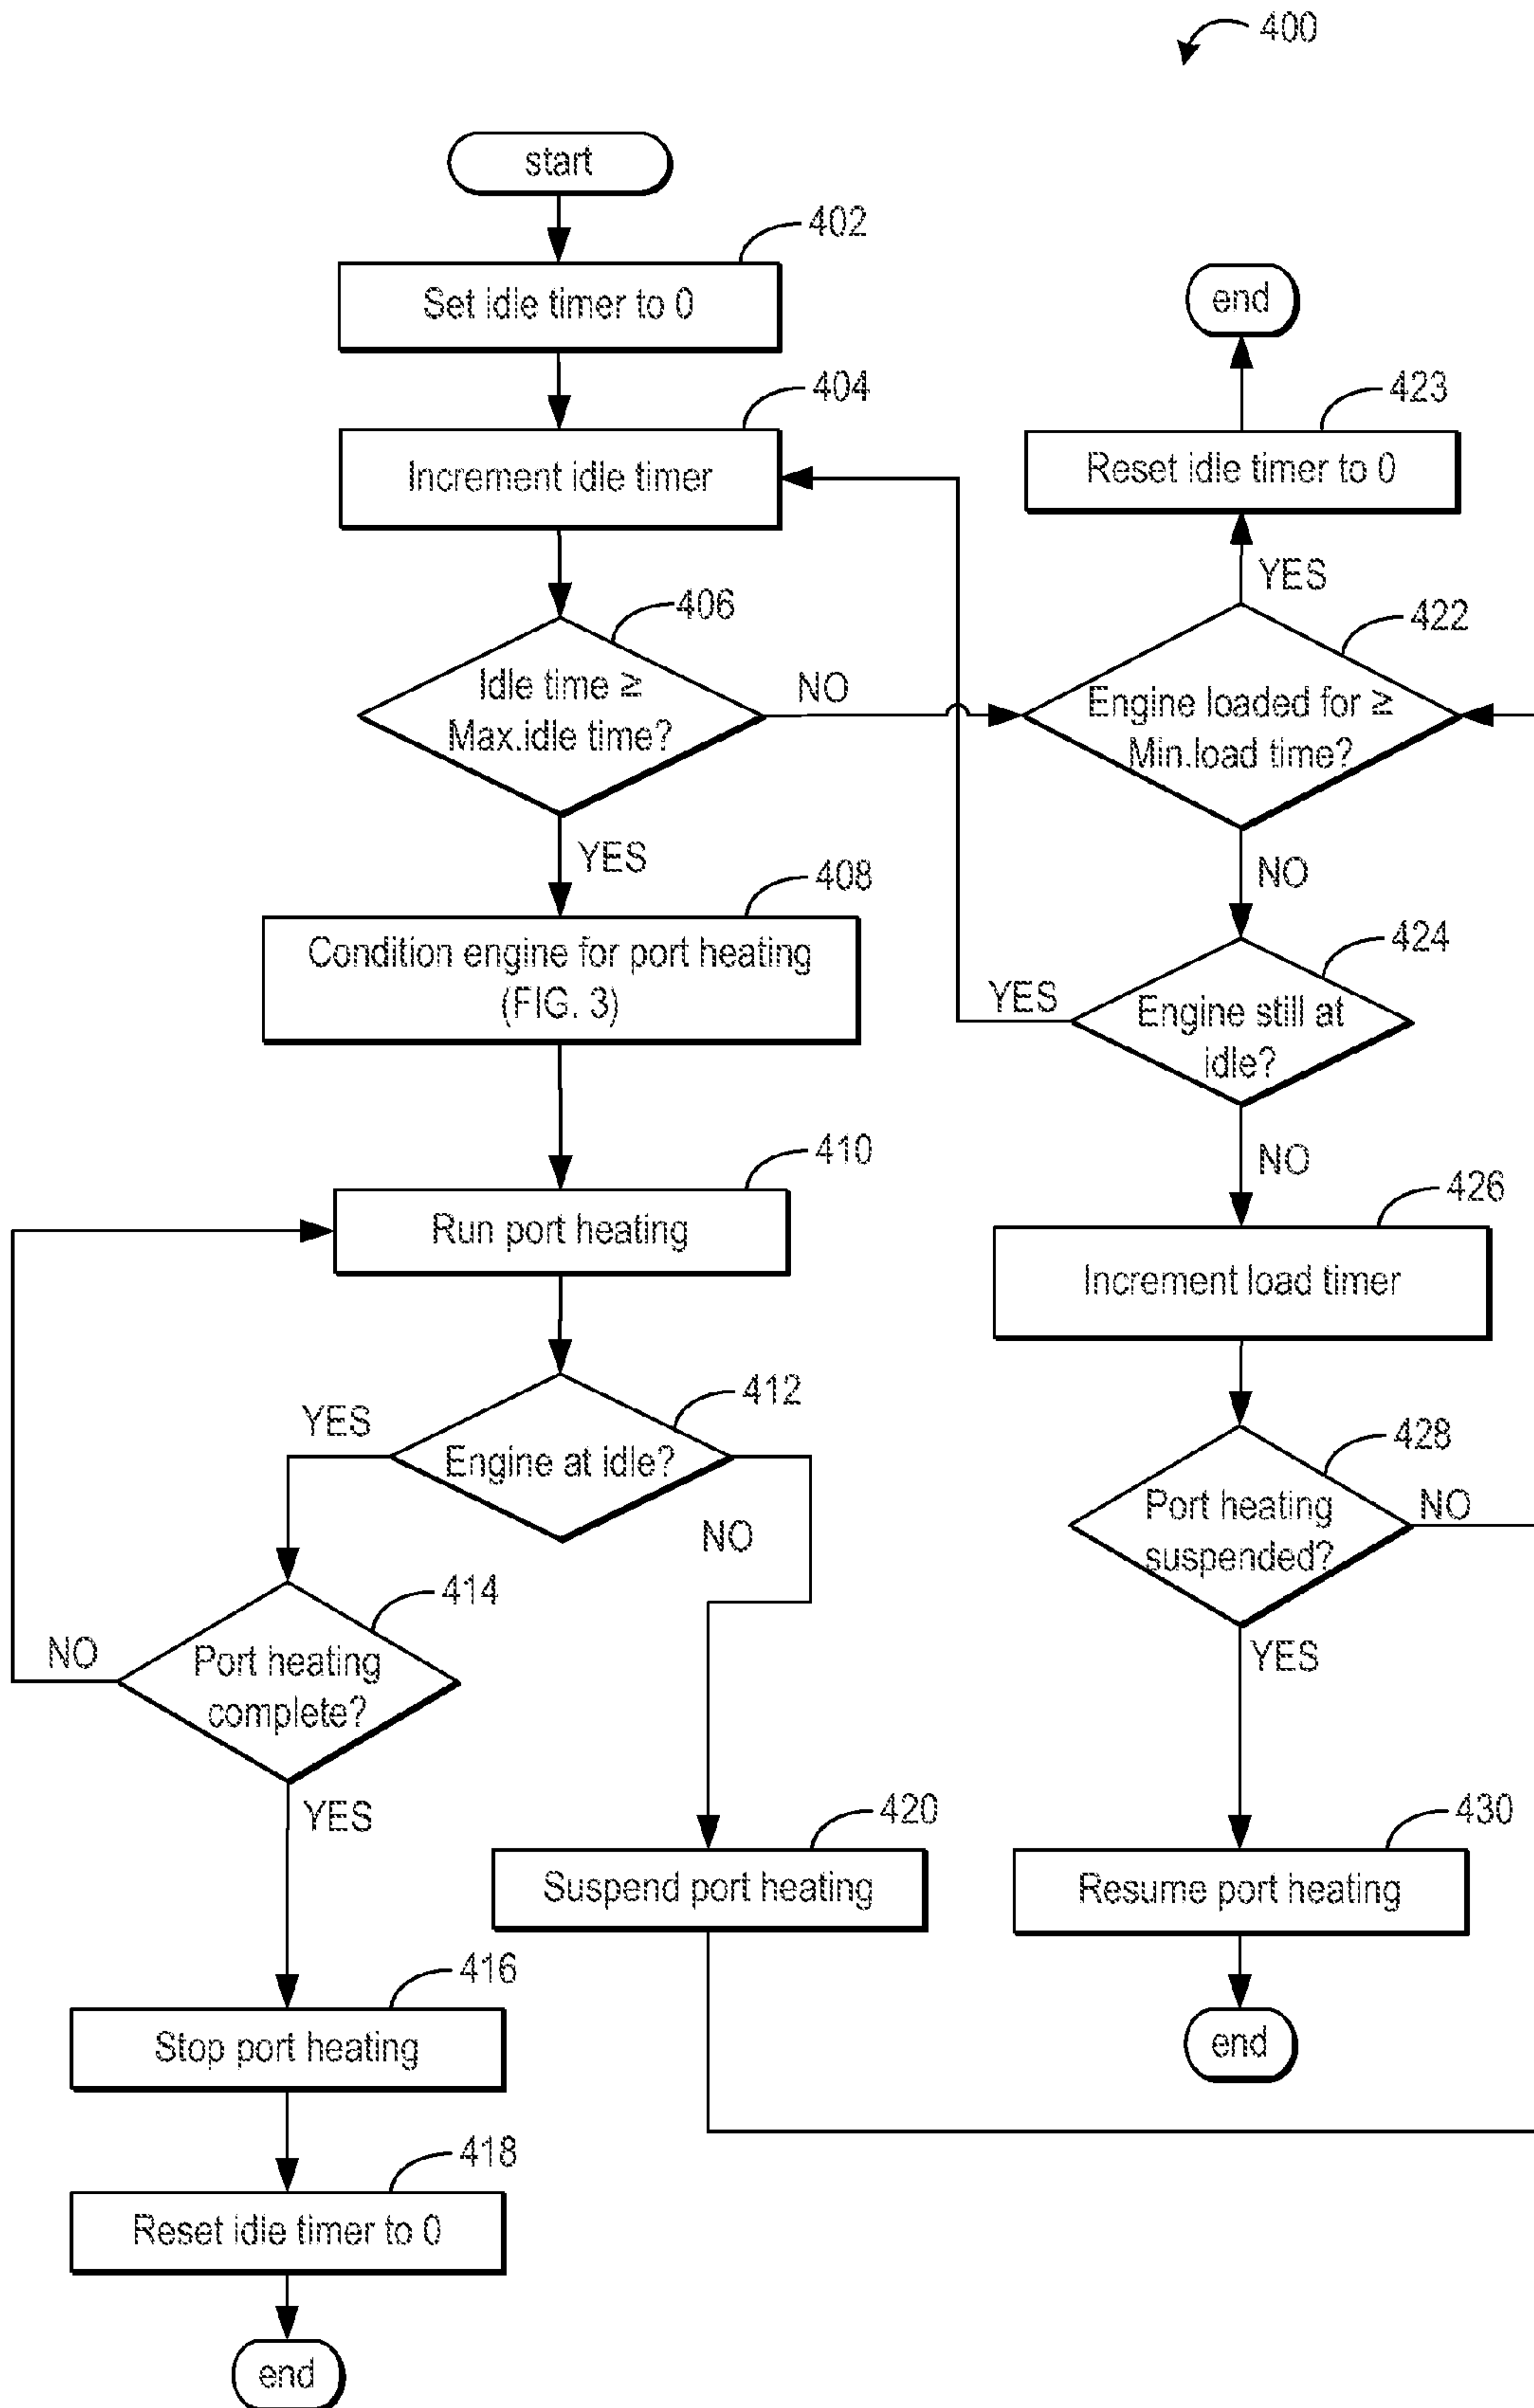 400
start
402
Set idle timer to 0
404
Increment idle timer
406
Idle time ≥
Max.idle time?
NO
YES
408
Condition engine for port heating
(FIG. 3)
410
Run port heating
412
Engine at idle?
YES
NO
414
Port heating
complete?
NO
YES
416
Stop port heating
418
Reset idle timer to 0
end
420
Suspend port heating
end
423
Reset idle timer to 0
YES
422
Engine loaded for ≥
Min.load time?
NO
424
Engine still at
idle?
YES
NO
426
Increment load timer
428
Port heating
suspended?
NO
YES
430
Resume port heating
end